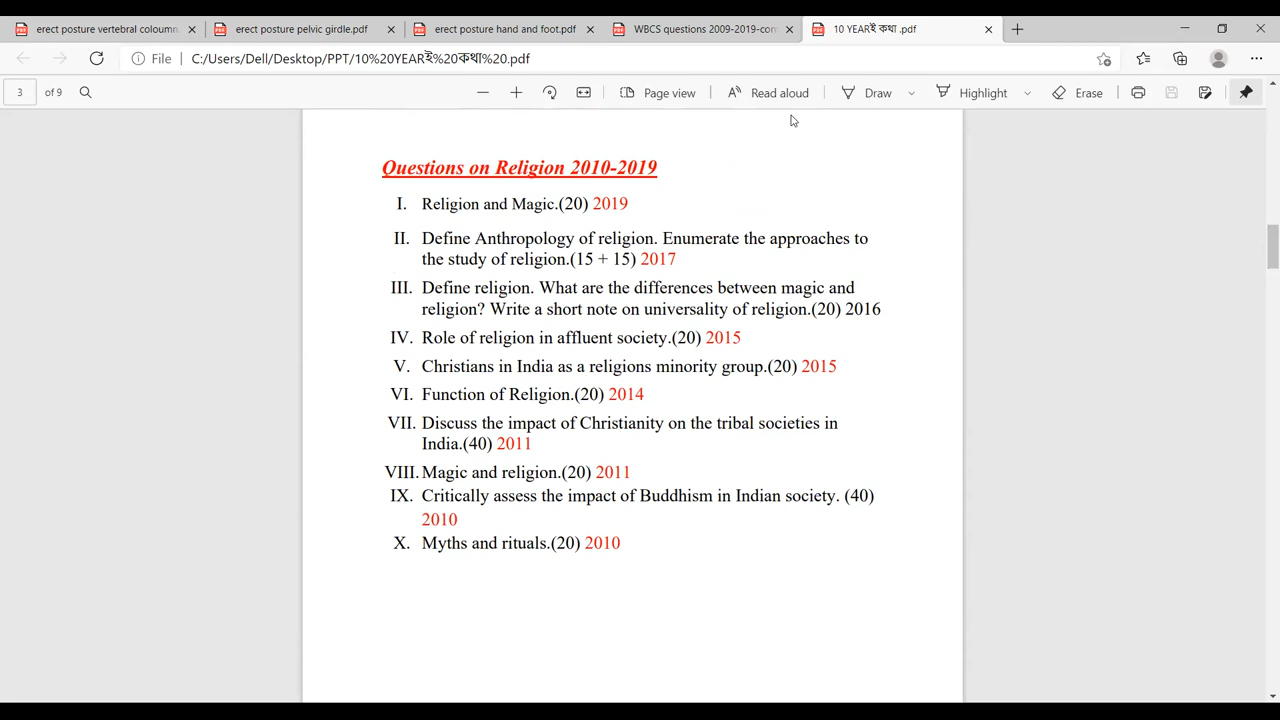 erect posture vertebral coloumn.
erect posture pelvic girdle.pdf
erect posture hand and foot.pdf
WBCS questions 2009-2019-con
10 YEARই কথা .pdf
File
C:/Users/Dell/Desktop/PPT/10%20YEARই%20কথা%20.pdf
3
of 9
Page view
Read aloud
Draw
Highlight
Erase
Questions on Religion 2010-2019
I. Religion and Magic.(20) 2019
II. Define Anthropology of religion. Enumerate the approaches to
the study of religion.(15 + 15) 2017
III. Define religion. What are the differences between magic and
religion? Write a short note on universality of religion.(20) 2016
IV. Role of religion in affluent society.(20) 2015
V. Christians in India as a religions minority group.(20) 2015
VI. Function of Religion.(20) 2014
VII. Discuss the impact of Christianity on the tribal societies in
India.(40) 2011
VIII. Magic and religion.(20) 2011
IX. Critically assess the impact of Buddhism in Indian society. (40)
2010
X. Myths and rituals.(20) 2010